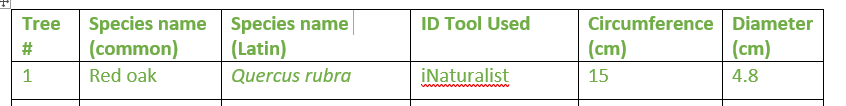 Tree # Species name (common) Species name (Latin) ID Tool Used Circumference (cm) Diameter (cm)
1 Red oak Quercus rubra iNaturalist 15 4.8